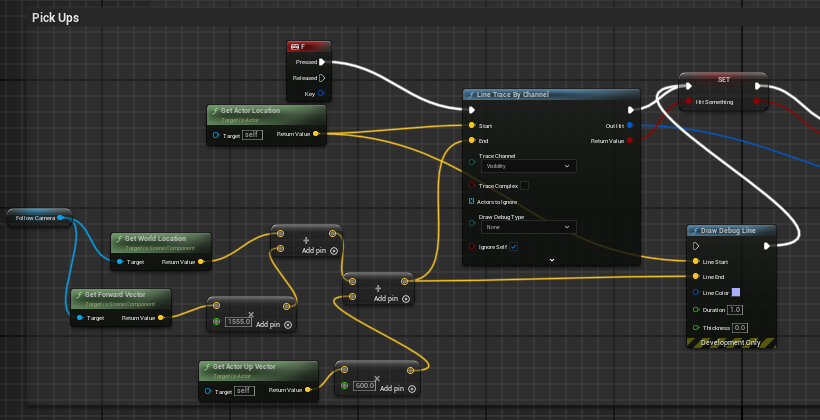 Pick Ups
F
Pressed
Released
Key
Get Actor Location
Target is Actor
Target self Return Value
Line Trace By Channel
Start Out Hit
End Return Value
Trace Channel
Visibility
Trace Complex
Actors to Ignore
Draw Debug Type
None
Ignore Self
SET
Hit Something
Follow Camera
Get World Location
Target is Scene Component
Target Return Value
+
Add pin
Get Forward Vector
Target is Scene Component
Target Return Value
x
1555.0 Add pin
+
Add pin
Get Actor Up Vector
Target is Actor
Target self Return Value
x
600.0 Add pin
Draw Debug Line
Line Start
Line End
Line Color
Duration 1.0
Thickness 0.0
Development Only